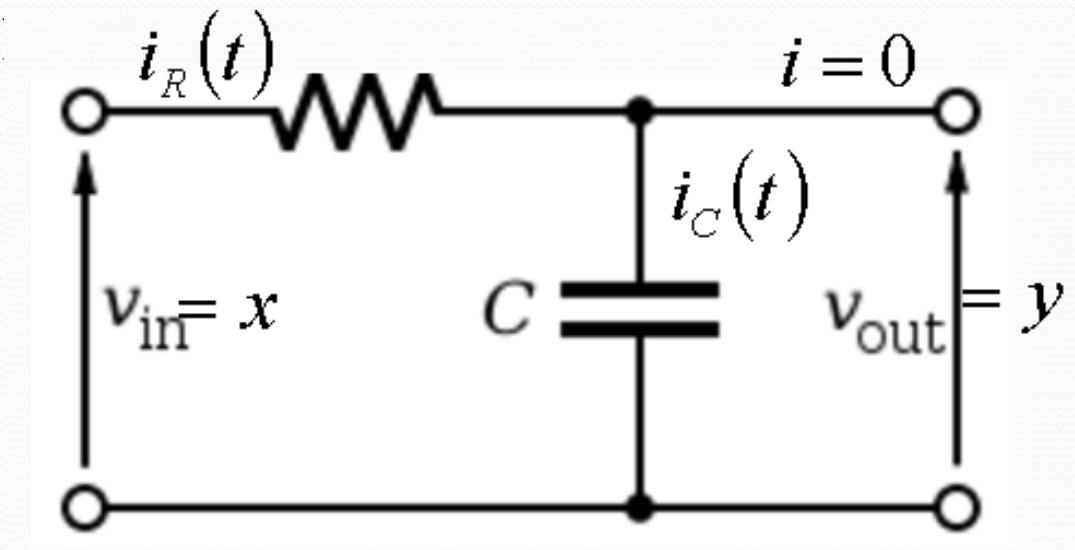 i_R(t)
i = 0
i_C(t)
v_in = x
C
v_out = y